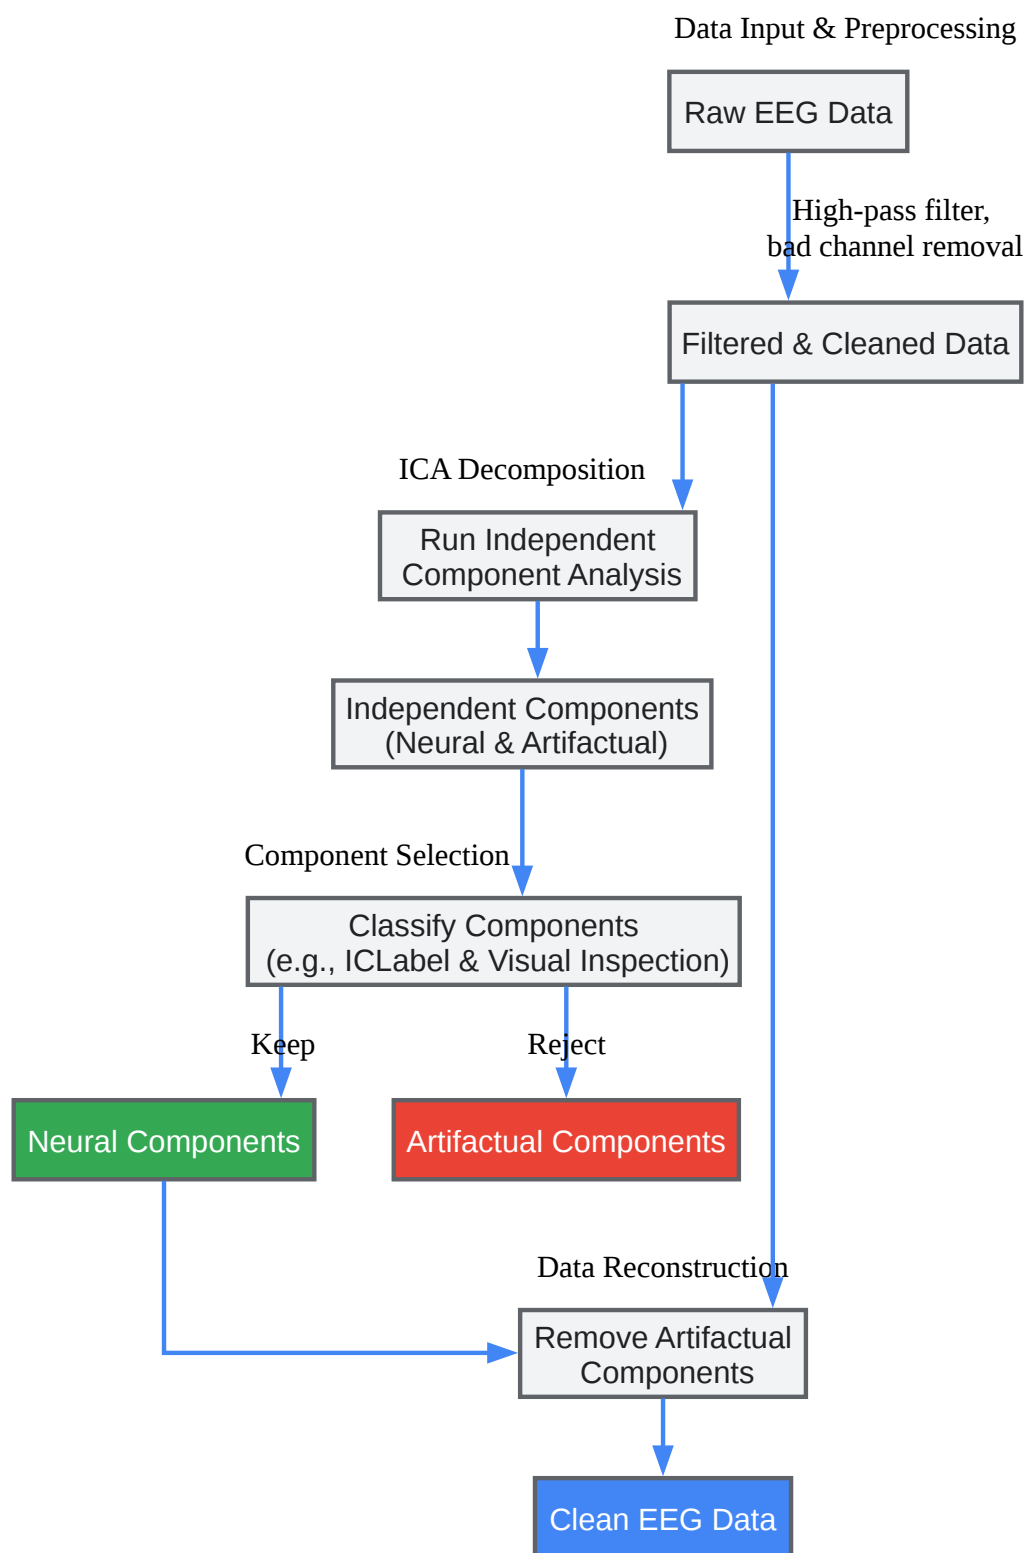 Data Input & Preprocessing
Raw EEG Data
High-pass filter,
bad channel removal
Filtered & Cleaned Data
ICA Decomposition
Run Independent
Component Analysis
Independent Components
(Neural & Artifactual)
Component Selection
Classify Components
(e.g., ICLabel & Visual Inspection)
Keep
Reject
Neural Components
Artifactual Components
Data Reconstruction
Remove Artifactual
Components
Clean EEG Data